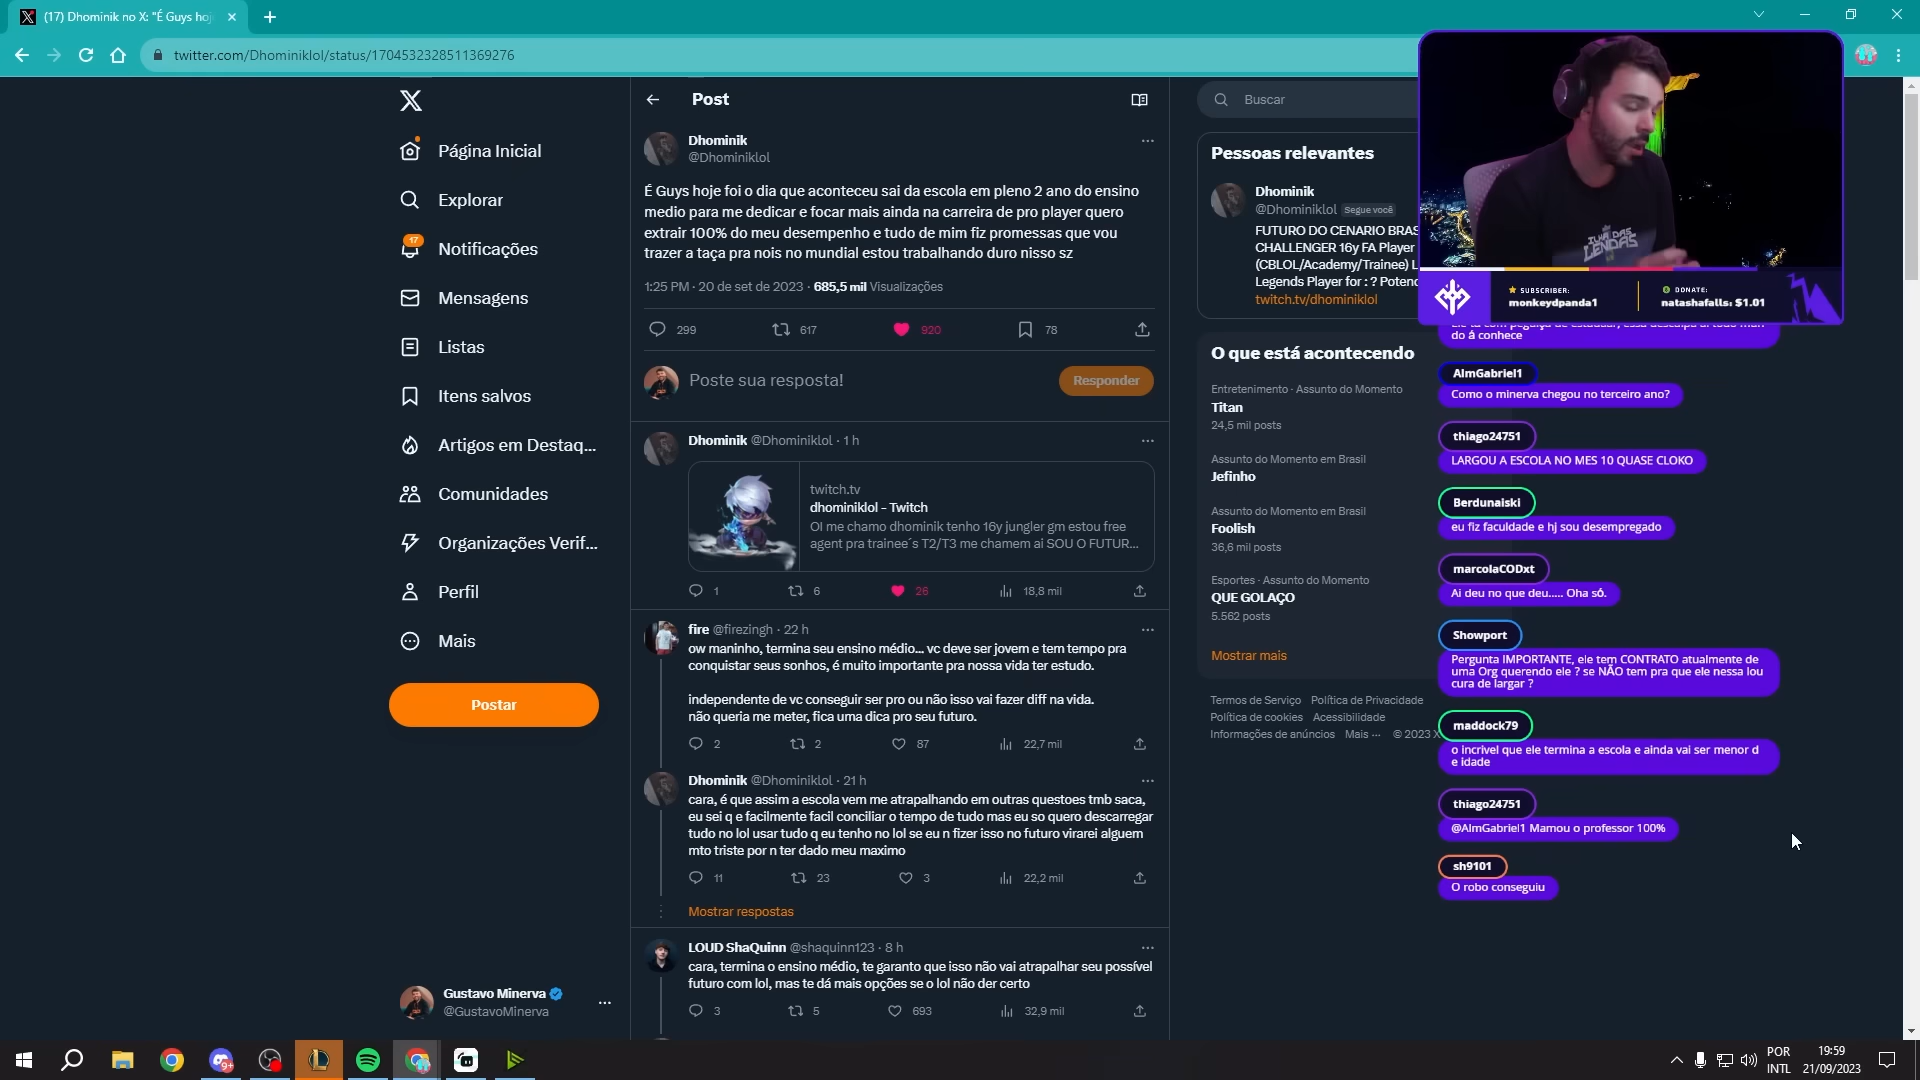 (17) Dhominik no X: "É Guys hoj
twitter.com/Dhominiklol/status/1704532328511369276
Página Inicial
Explorar
17
Notificações
Mensagens
Listas
Itens salvos
Artigos em Destaq...
Comunidades
Organizações Verif...
Perfil
Mais
Postar
Gustavo Minerva
@GustavoMinerva
Post
Dhominik
@Dhominiklol
É Guys hoje foi o dia que aconteceu sai da escola em pleno 2 ano do ensino
medio para me dedicar e focar mais ainda na carreira de pro player quero
extrair 100% do meu desempenho e tudo de mim fiz promessas que vou
trazer a taça pra nois no mundial estou trabalhando duro nisso sz
1:25 PM · 20 de set de 2023 · 685,5 mil Visualizações
299 617 920 78
Poste sua resposta!
Responder
Dhominik @Dhominiklol · 1 h
twitch.tv
dhominiklol - Twitch
OI me chamo dhominik tenho 16y jungler gm estou free
agent pra trainee´s T2/T3 me chamem ai SOU O FUTUR...
1 6 26 18,8 mil
fire @firezingh · 22 h
ow maninho, termina seu ensino médio... vc deve ser jovem e tem tempo pra
conquistar seus sonhos, é muito importante pra nossa vida ter estudo.
independente de vc conseguir ser pro ou não isso vai fazer diff na vida.
não queria me meter, fica uma dica pro seu futuro.
2 2 87 22,7 mil
Dhominik @Dhominiklol · 21 h
cara, é que assim a escola vem me atrapalhando em outras questoes tmb saca,
eu sei q e facilmente facil conciliar o tempo de tudo mas eu so quero descarregar
tudo no lol usar tudo q eu tenho no lol se eu n fizer isso no futuro virarei alguem
mto triste por n ter dado meu maximo
11 23 3 22,2 mil
Mostrar respostas
LOUD ShaQuinn @shaquinn123 · 8 h
cara, termina o ensino médio, te garanto que isso não vai atrapalhar seu possível
futuro com lol, mas te dá mais opções se o lol não der certo
3 5 693 32,9 mil
Buscar
Pessoas relevantes
Dhominik
@Dhominiklol Segue você
FUTURO DO CENARIO BRAS
CHALLENGER 16y FA Player
(CBLOL/Academy/Trainee) L
Legends Player for : ? Potenc
twitch.tv/dhominiklol
O que está acontecendo
Entretenimento · Assunto do Momento
Titan
24,5 mil posts
Assunto do Momento em Brasil
Jefinho
Assunto do Momento em Brasil
Foolish
36,6 mil posts
Esportes · Assunto do Momento
QUE GOLAÇO
5.562 posts
Mostrar mais
Termos de Serviço Política de Privacidade
Política de cookies Acessibilidade
Informações de anúncios Mais ··· © 2023 X
ILHA DAS
LENDAS
SUBSCRIBER:
monkeydpanda1
DONATE:
natashafalls: $1.01
do á conhece
AlmGabriel1
Como o minerva chegou no terceiro ano?
thiago24751
LARGOU A ESCOLA NO MES 10 QUASE CLOKO
Berdunaiski
eu fiz faculdade e hj sou desempregado
marcolaCODxt
Ai deu no que deu..... Oha só.
Showport
Pergunta IMPORTANTE, ele tem CONTRATO atualmente de
uma Org querendo ele ? se NÃO tem pra que ele nessa lou
cura de largar ?
maddock79
o incrivel que ele termina a escola e ainda vai ser menor d
e idade
thiago24751
@AlmGabriel1 Mamou o professor 100%
sh9101
O robo conseguiu
9+
POR
INTL
19:59
21/09/2023